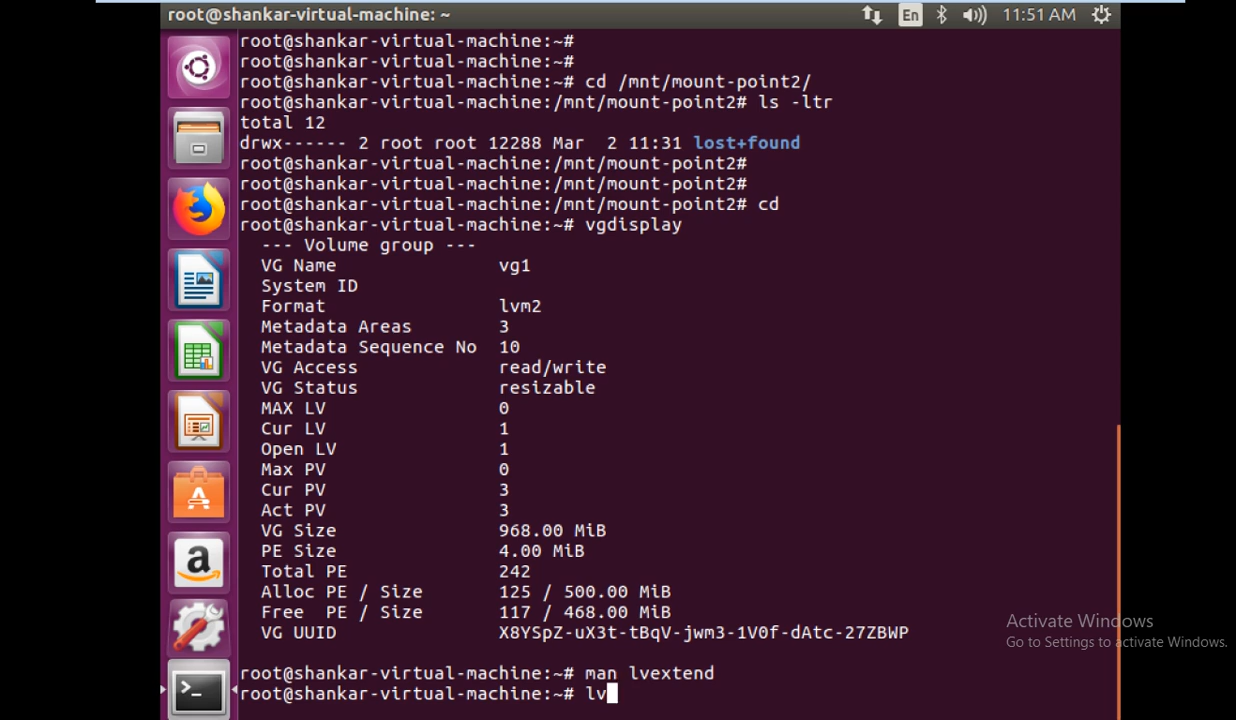 root@shankar-virtual-machine: ~
En
11:51 AM
root@shankar-virtual-machine:~#
root@shankar-virtual-machine:~#
root@shankar-virtual-machine:~# cd /mnt/mount-point2/
root@shankar-virtual-machine:/mnt/mount-point2# ls -ltr
total 12
drwx------ 2 root root 12288 Mar  2 11:31 lost+found
root@shankar-virtual-machine:/mnt/mount-point2#
root@shankar-virtual-machine:/mnt/mount-point2#
root@shankar-virtual-machine:/mnt/mount-point2# cd
root@shankar-virtual-machine:~# vgdisplay
--- Volume group ---
VG Name vg1
System ID
Format lvm2
Metadata Areas 3
Metadata Sequence No 10
VG Access read/write
VG Status resizable
MAX LV 0
Cur LV 1
Open LV 1
Max PV 0
Cur PV 3
Act PV 3
VG Size 968.00 MiB
PE Size 4.00 MiB
Total PE 242
Alloc PE / Size 125 / 500.00 MiB
Free  PE / Size 117 / 468.00 MiB
VG UUID X8YSpZ-uX3t-tBqV-jwm3-1V0f-dAtc-27ZBWP
root@shankar-virtual-machine:~# man lvextend
root@shankar-virtual-machine:~# lv
Activate Windows
Go to Settings to activate Windows.